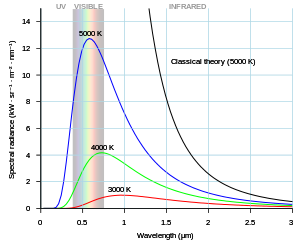 UV VISIBLE INFRARED
14
12
10
8
6
4
2
0
5000 K
Classical theory (5000 K)
4000 K
3000 K
0 0.5 1 1.5 2 2.5 3
Wavelength (μm)
Spectral radiance (kW · sr⁻¹ · m⁻² · nm⁻¹)